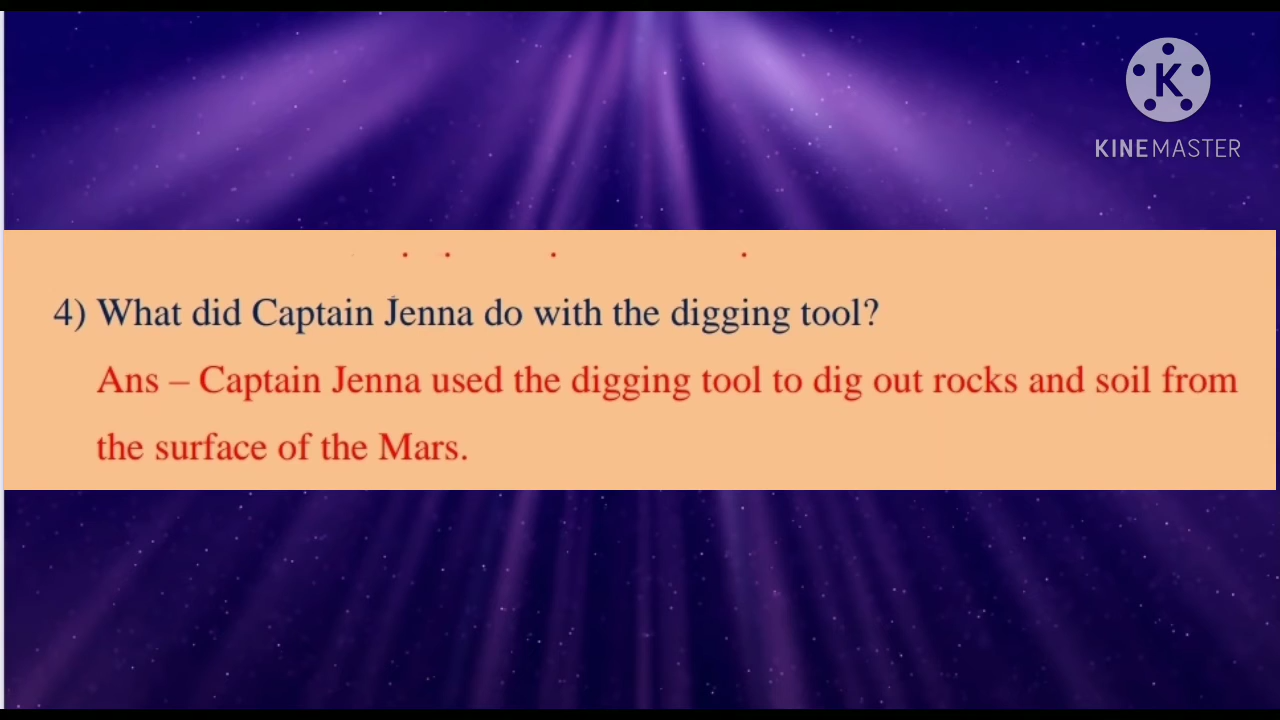 K
KINEMASTER
4) What did Captain Jenna do with the digging tool?
Ans – Captain Jenna used the digging tool to dig out rocks and soil from
the surface of the Mars.